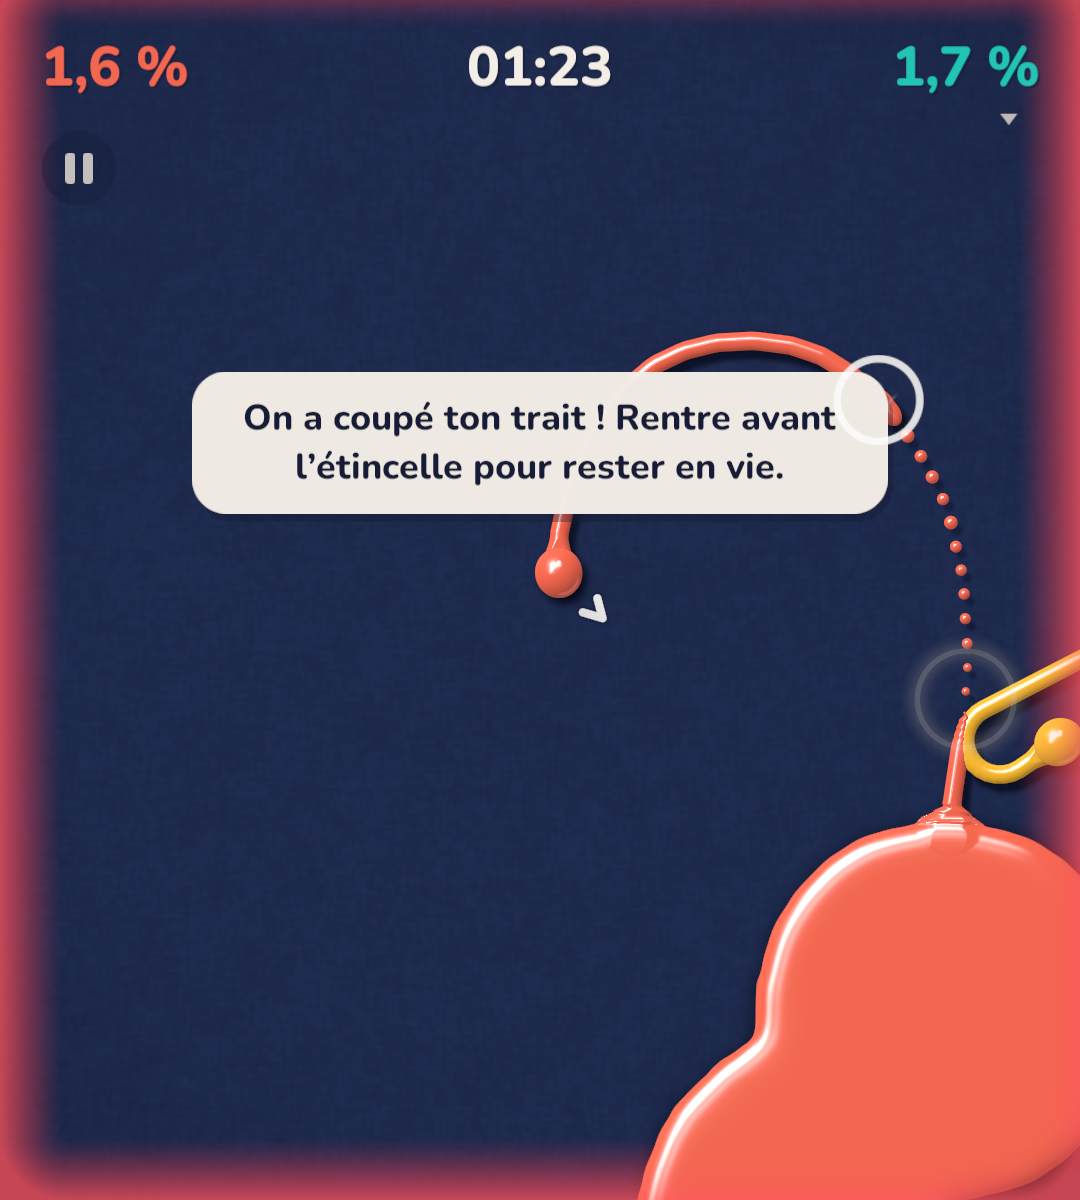 1,6 %
01:23
1,7 %
On a coupé ton trait ! Rentre avant
l’étincelle pour rester en vie.